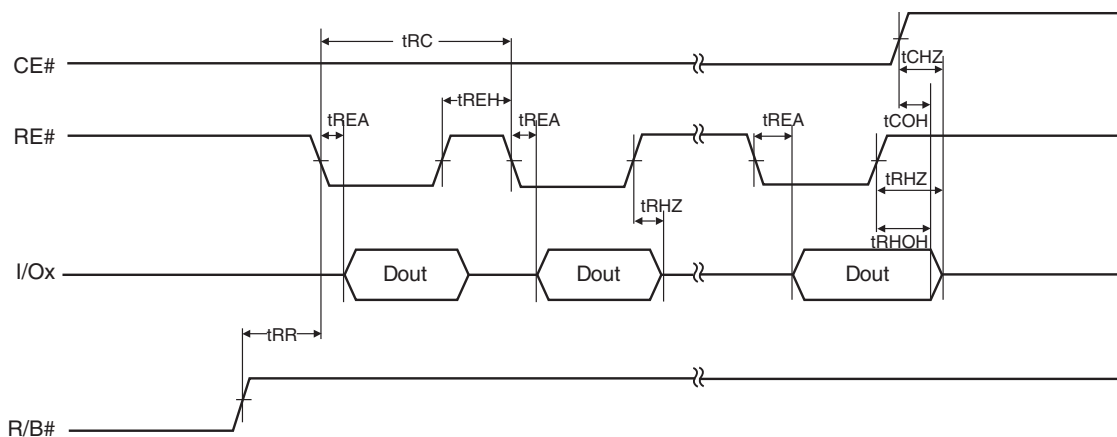 tRC
CE#
tCHZ
tREH
tREA
tREA
tREA
tCOH
RE#
tRHZ
tRHZ
tRHOH
I/Ox
Dout
Dout
Dout
tRR
R/B#